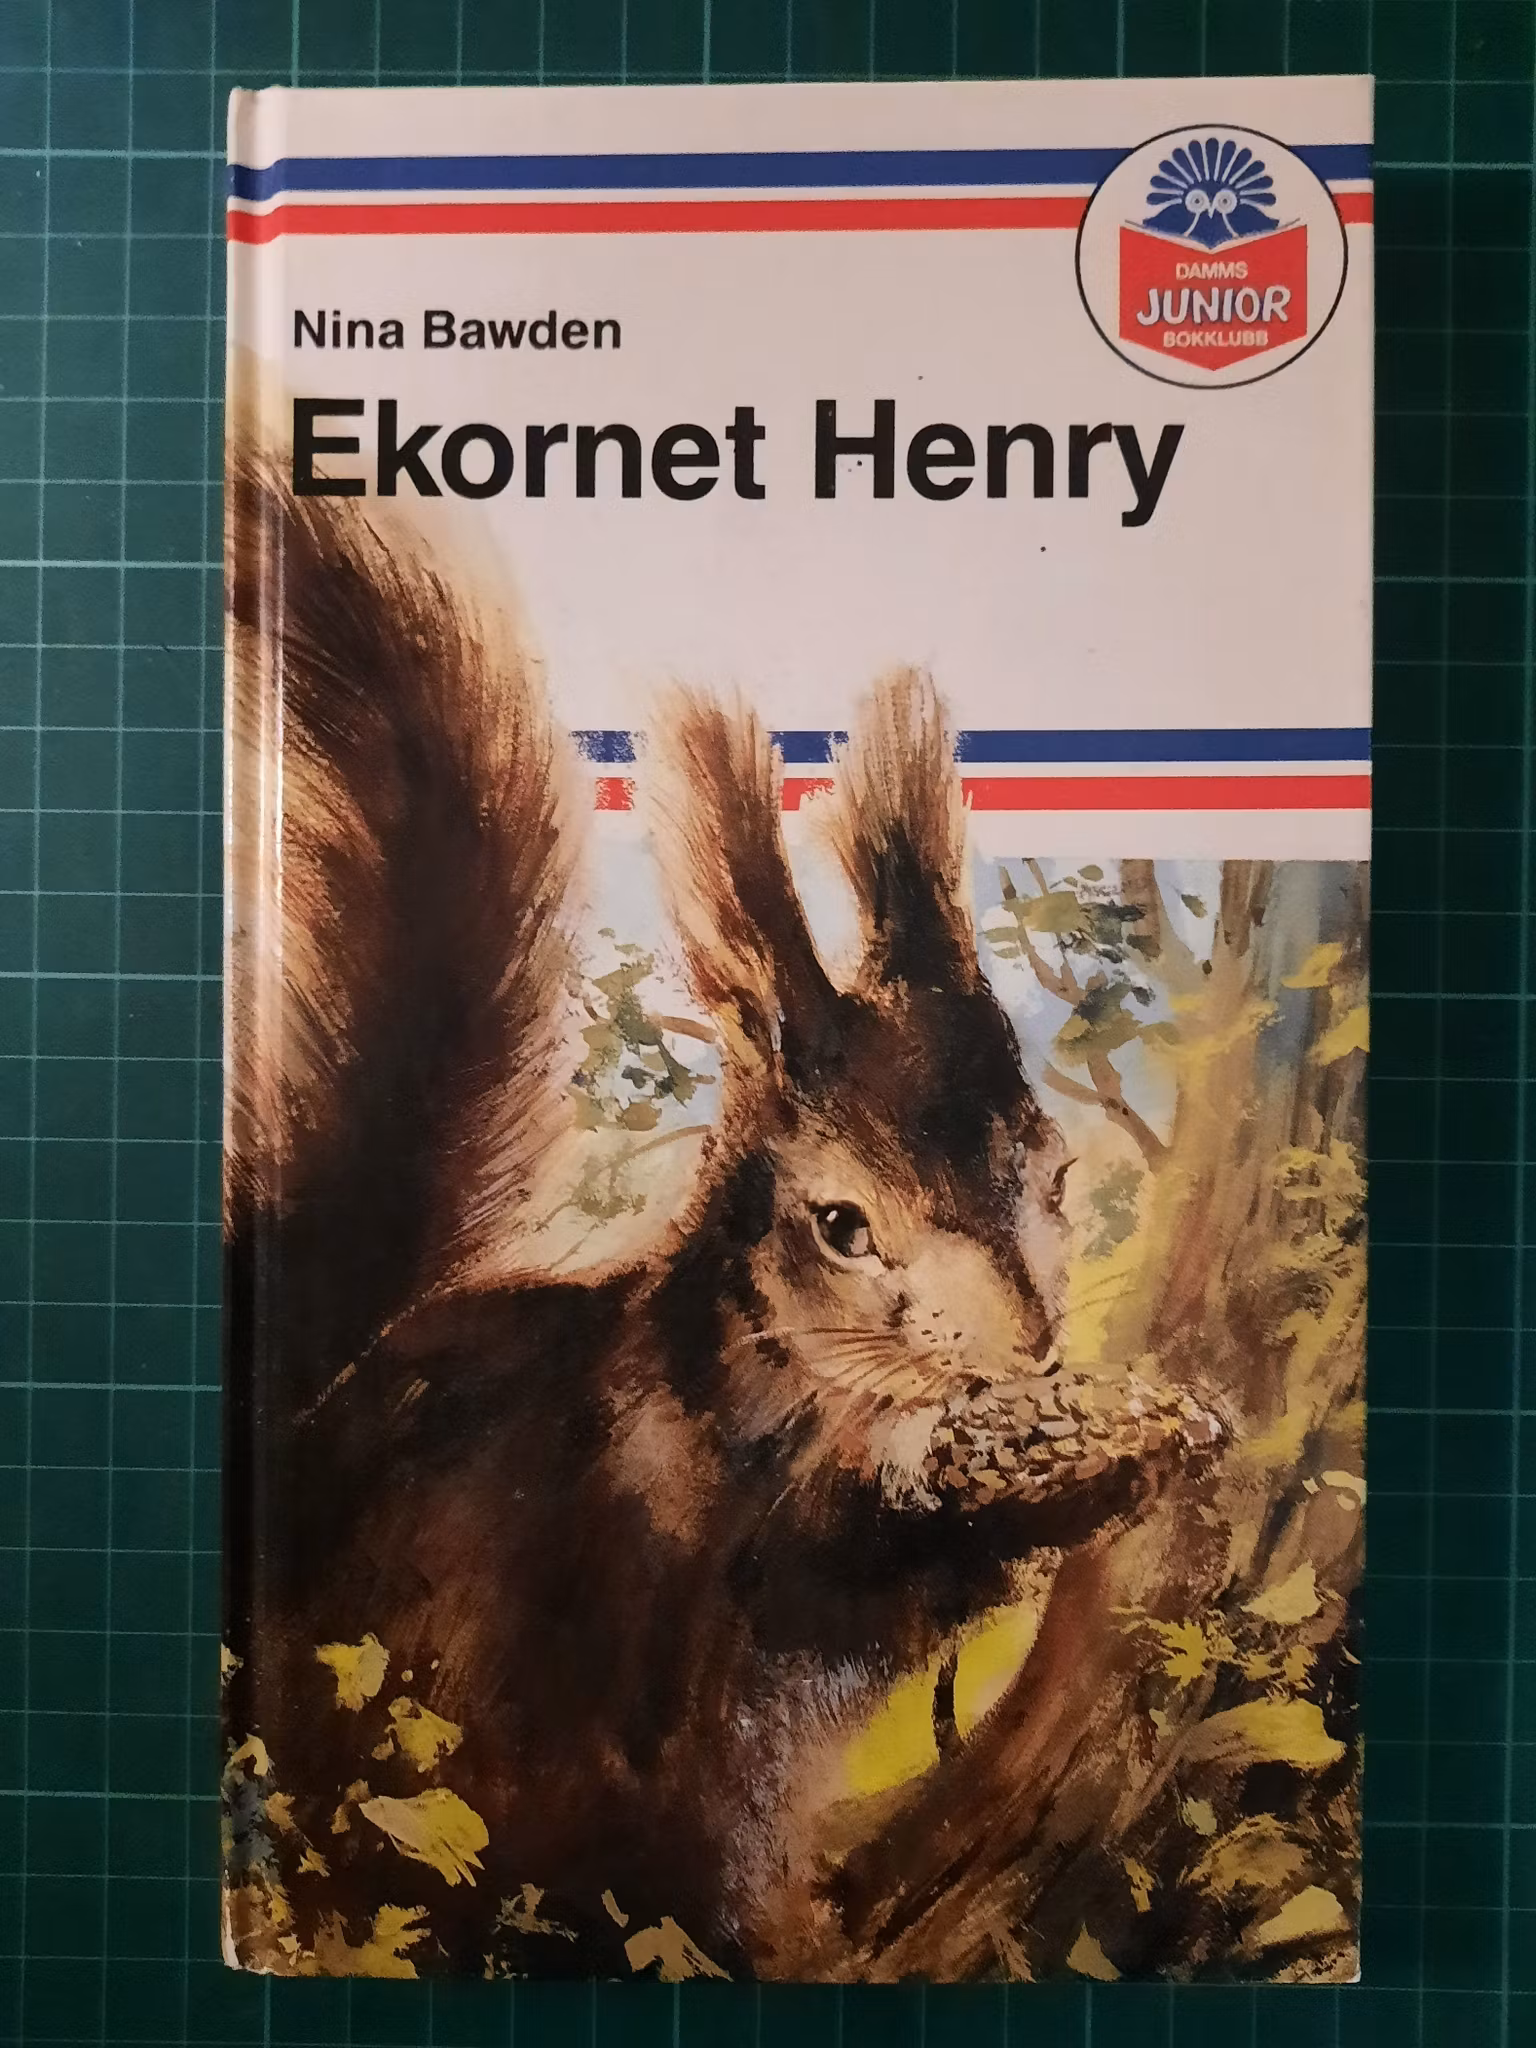 DAMMS
JUNIOR
BOKKLUBB
Nina Bawden
Ekornet Henry